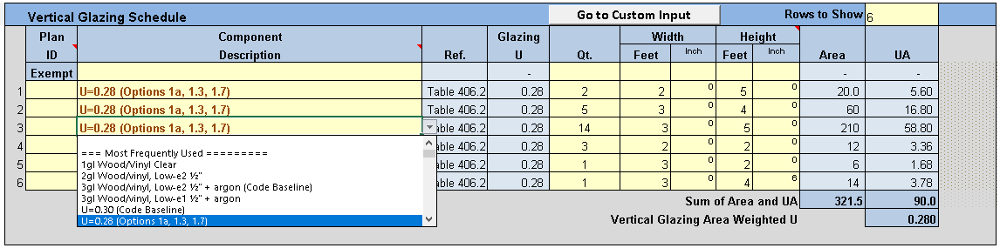 Vertical Glazing Schedule Go to Custom Input Rows to Show 6
Plan Component Glazing Width Height
ID Description Ref. U Qt. Feet Inch Feet Inch Area UA
Exempt - - -
1 U=0.28 (Options 1a, 1.3, 1.7) Table 406.2 0.28 2 2 0 5 0 20.0 5.60
2 U=0.28 (Options 1a, 1.3, 1.7) Table 406.2 0.28 5 3 0 4 0 60 16.80
3 U=0.28 (Options 1a, 1.3, 1.7) able 406.2 0.28 14 3 0 5 0 210 58.80
4 able 406.2 0.28 3 2 0 2 0 12 3.36
5 able 406.2 0.28 1 3 0 2 0 6 1.68
6 able 406.2 0.28 1 3 0 4 6 14 3.78
=== Most Frequently Used =========
1gl Wood/Vinyl Clear
2gl Wood/vinyl, Low-e2 ½"
3gl Wood/vinyl, Low-e2 ½" + argon (Code Baseline)
3gl Wood/vinyl, Low-e1 ½" + argon
U=0.30 (Code Baseline)
U=0.28 (Options 1a, 1.3, 1.7)
Sum of Area and UA 321.5 90.0
Vertical Glazing Area Weighted U 0.280